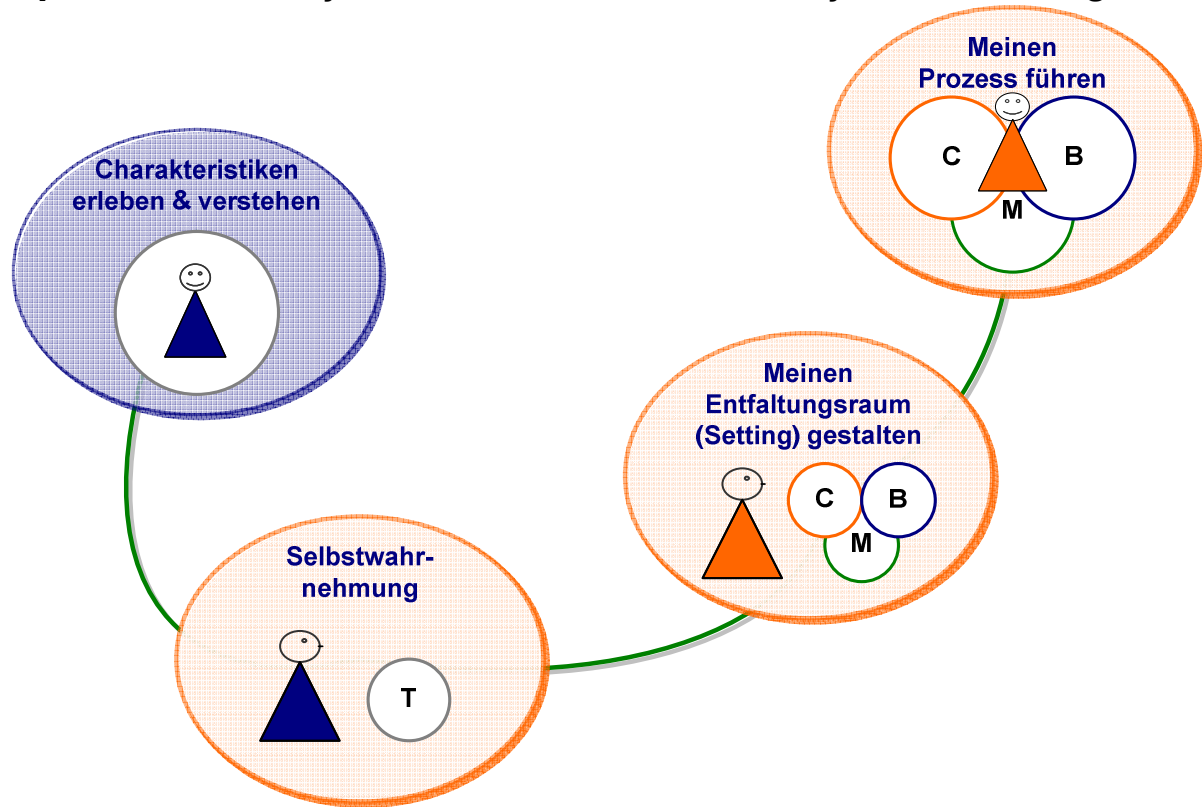 Meinen
Prozess führen
C
B
M
Charakteristiken
erleben & verstehen
Meinen
Entfaltungsraum
(Setting) gestalten
C
B
M
Selbstwahr-
nehmung
T